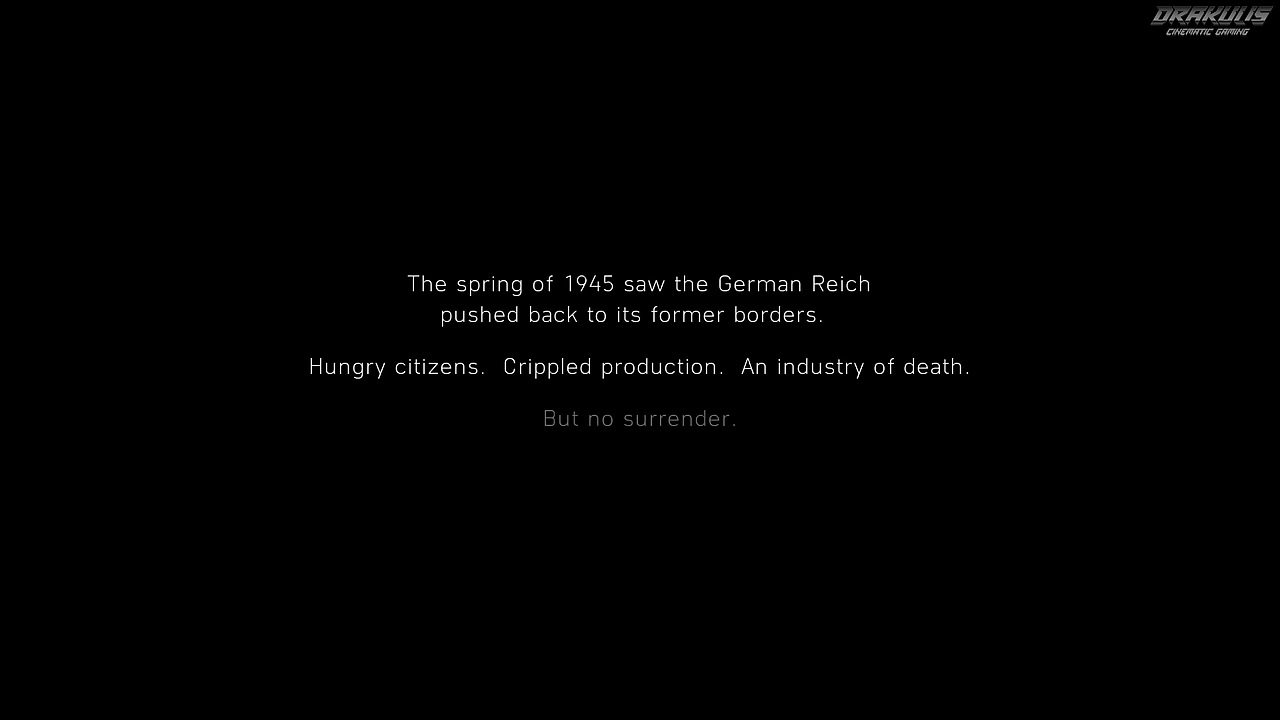 DRAKULIS
CINEMATIC GAMING
The spring of 1945 saw the German Reich
pushed back to its former borders.
Hungry citizens.  Crippled production.  An industry of death.
But no surrender.